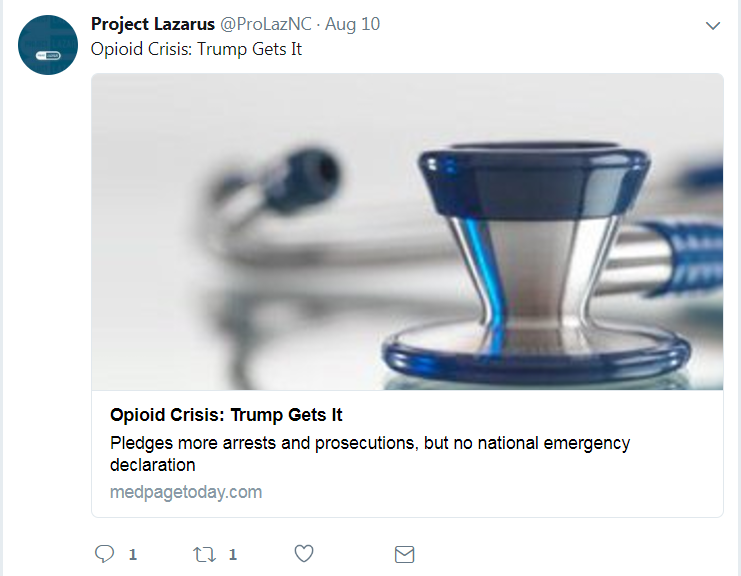 Project Lazarus @ProLazNC · Aug 10
Opioid Crisis: Trump Gets It
Opioid Crisis: Trump Gets It
Pledges more arrests and prosecutions, but no national emergency
declaration
medpagetoday.com
1 1